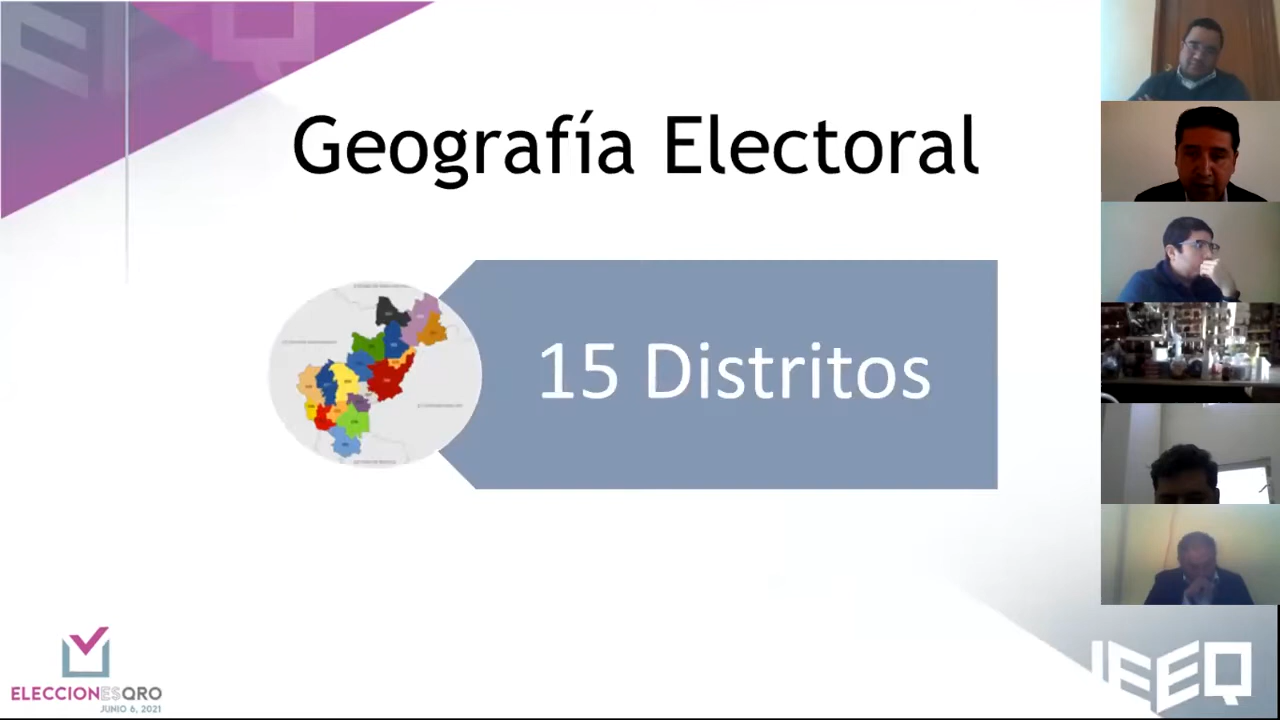 Geografía Electoral
15 Distritos
ELECCIONESQRO
JUNIO 6, 2021
IEEQ